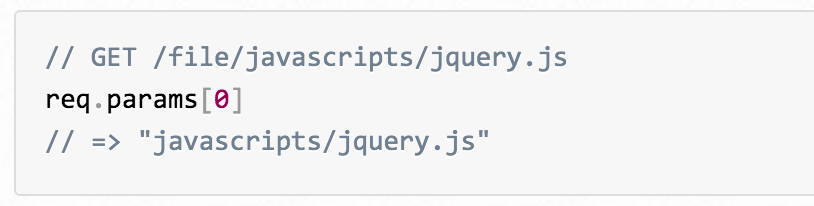 // GET /file/javascripts/jquery.js
req.params[0]
// => "javascripts/jquery.js"